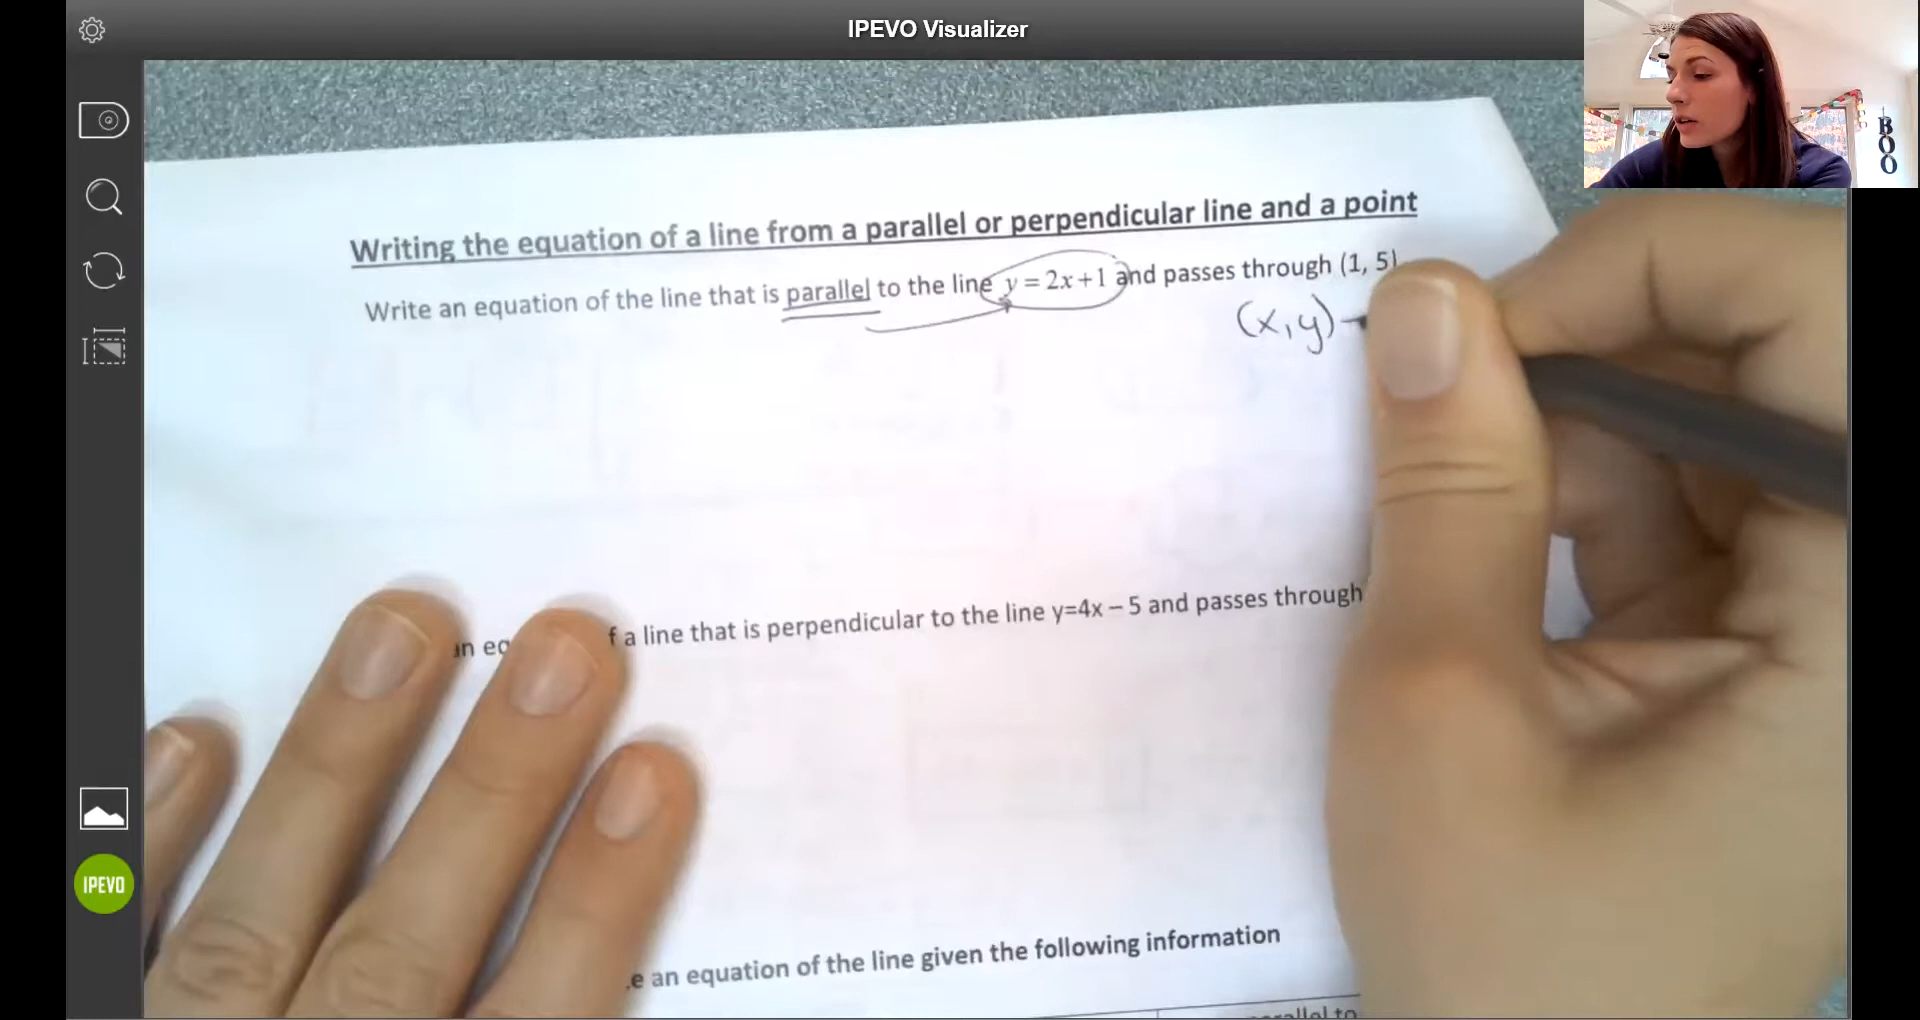 IPEVO Visualizer
BOO
Writing the equation of a line from a parallel or perpendicular line and a point
Write an equation of the line that is parallel to the line y = 2x+1 and passes through (1, 5)
(x,y)
f a line that is perpendicular to the line y=4x – 5 and passes through
an equation of the line given the following information
to
IPEVO